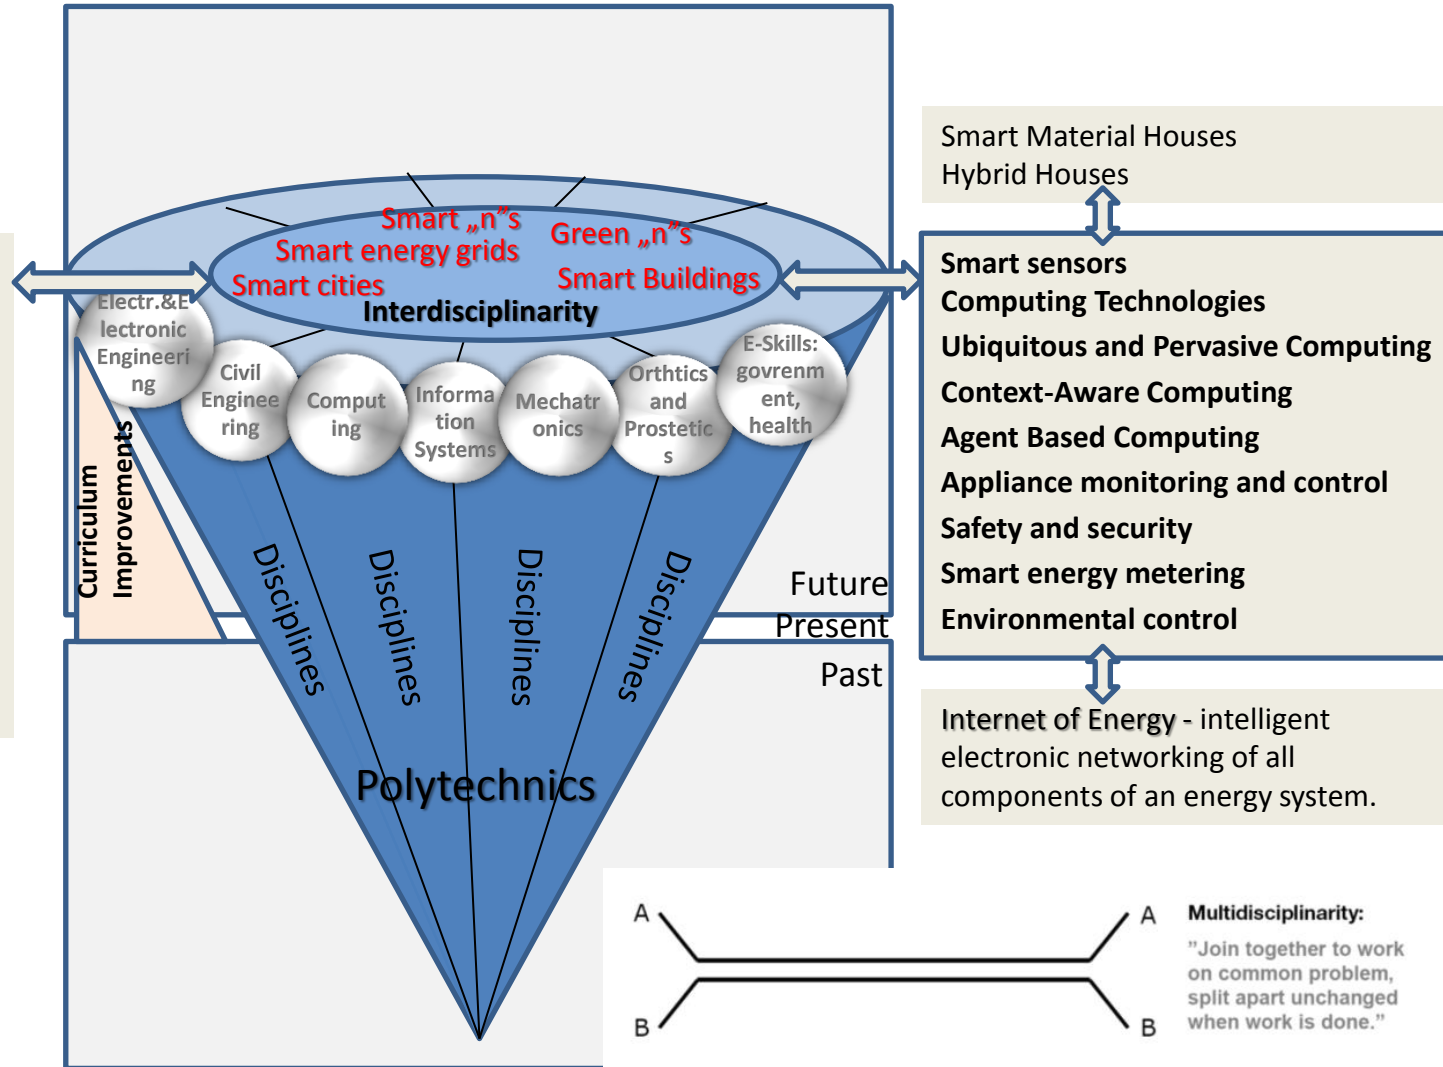 Smart „n”s
Green „n”s
Smart energy grids
Smart cities
Smart Buildings
Interdisciplinarity
Electr.&E
lectronic
Engineeri
ng
Civil
Enginee
ring
Comput
ing
Informa
tion
Systems
Mechatr
onics
Orthtics
and
Prostetic
s
E-Skills:
govrenm
ent,
health
Curriculum
Improvements
Disciplines
Disciplines
Disciplines
Disciplines
Future
Present
Past
Polytechnics
Smart Material Houses
Hybrid Houses
Smart sensors
Computing Technologies
Ubiquitous and Pervasive Computing
Context-Aware Computing
Agent Based Computing
Appliance monitoring and control
Safety and security
Smart energy metering
Environmental control
Internet of Energy - intelligent
electronic networking of all
components of an energy system.
A
A
B
B
Multidisciplinarity:
”Join together to work
on common problem,
split apart unchanged
when work is done.”